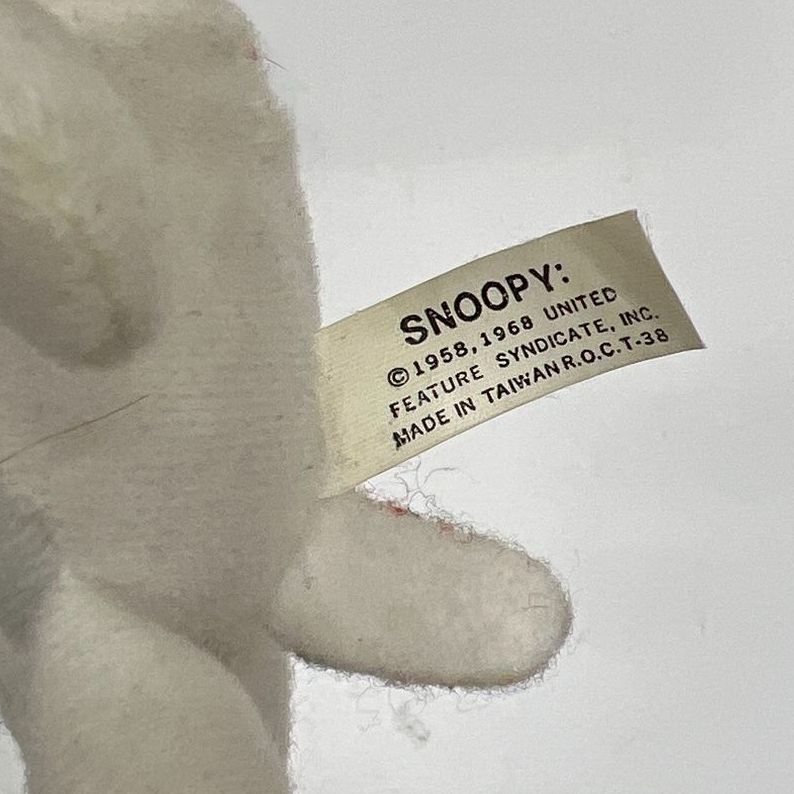 SNOOPY:
©1958,1968 UNITED
FEATURE SYNDICATE, INC.
MADE IN TAIWAN R.O.C.T-38